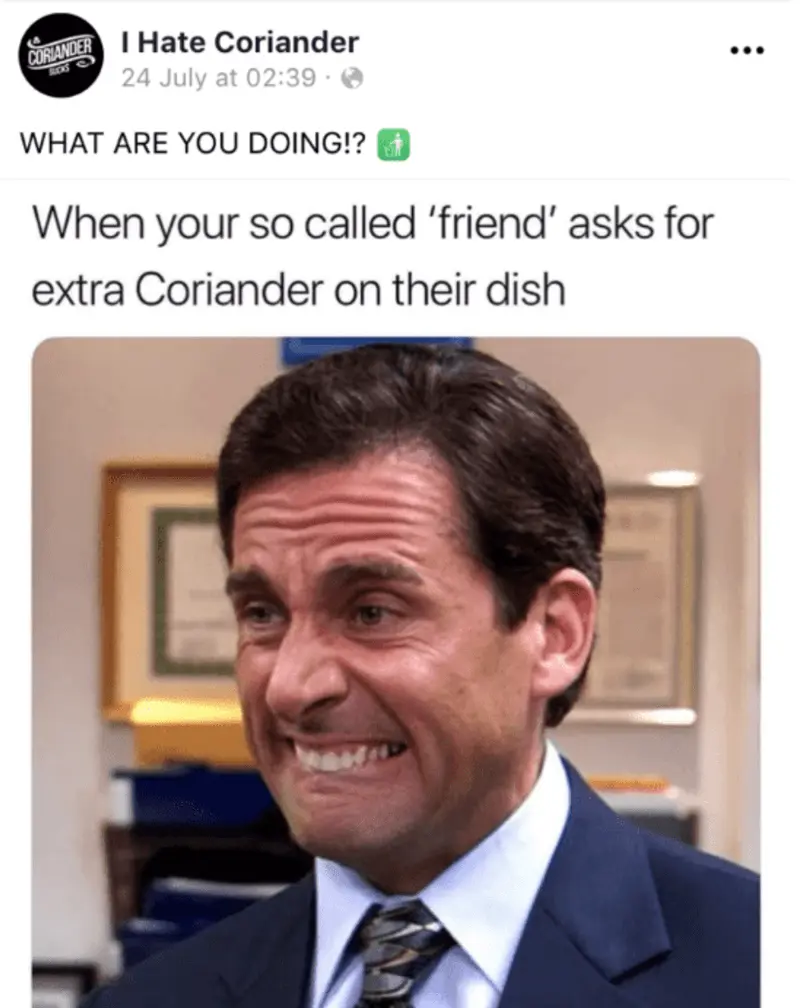 CORIANDER
SUCKS
I Hate Coriander
24 July at 02:39 ·
WHAT ARE YOU DOING!? 🚮
When your so called 'friend' asks for
extra Coriander on their dish